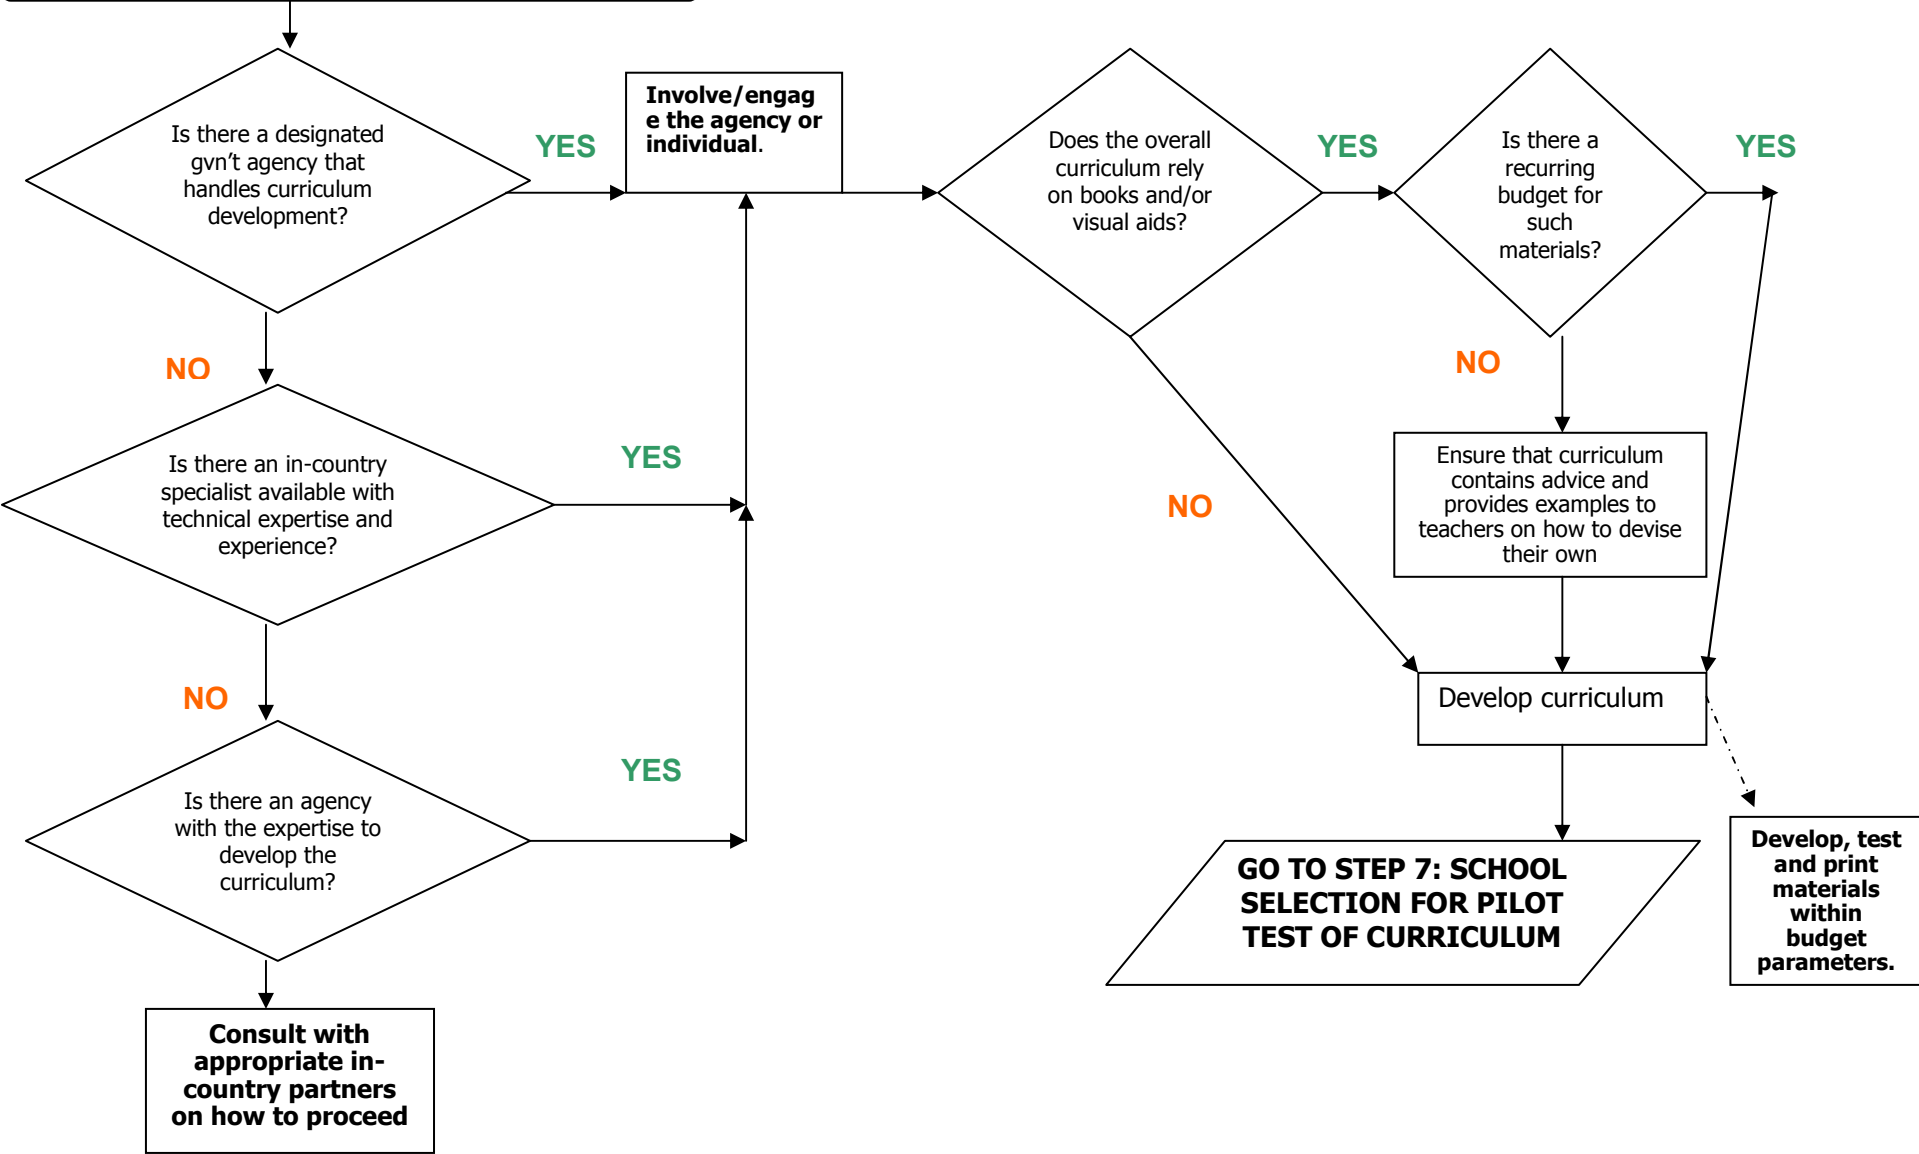 Is there a designated
gvn’t agency that
handles curriculum
development?
YES
Involve/engag
e the agency or
individual.
Does the overall
curriculum rely
on books and/or
visual aids?
YES
Is there a
recurring
budget for
such
materials?
YES
NO
Is there an in-country
specialist available with
technical expertise and
experience?
YES
NO
NO
Ensure that curriculum
contains advice and
provides examples to
teachers on how to devise
their own
NO
Is there an agency
with the expertise to
develop the
curriculum?
YES
Develop curriculum
GO TO STEP 7: SCHOOL
SELECTION FOR PILOT
TEST OF CURRICULUM
Develop, test
and print
materials
within
budget
parameters.
Consult with
appropriate in-
country partners
on how to proceed